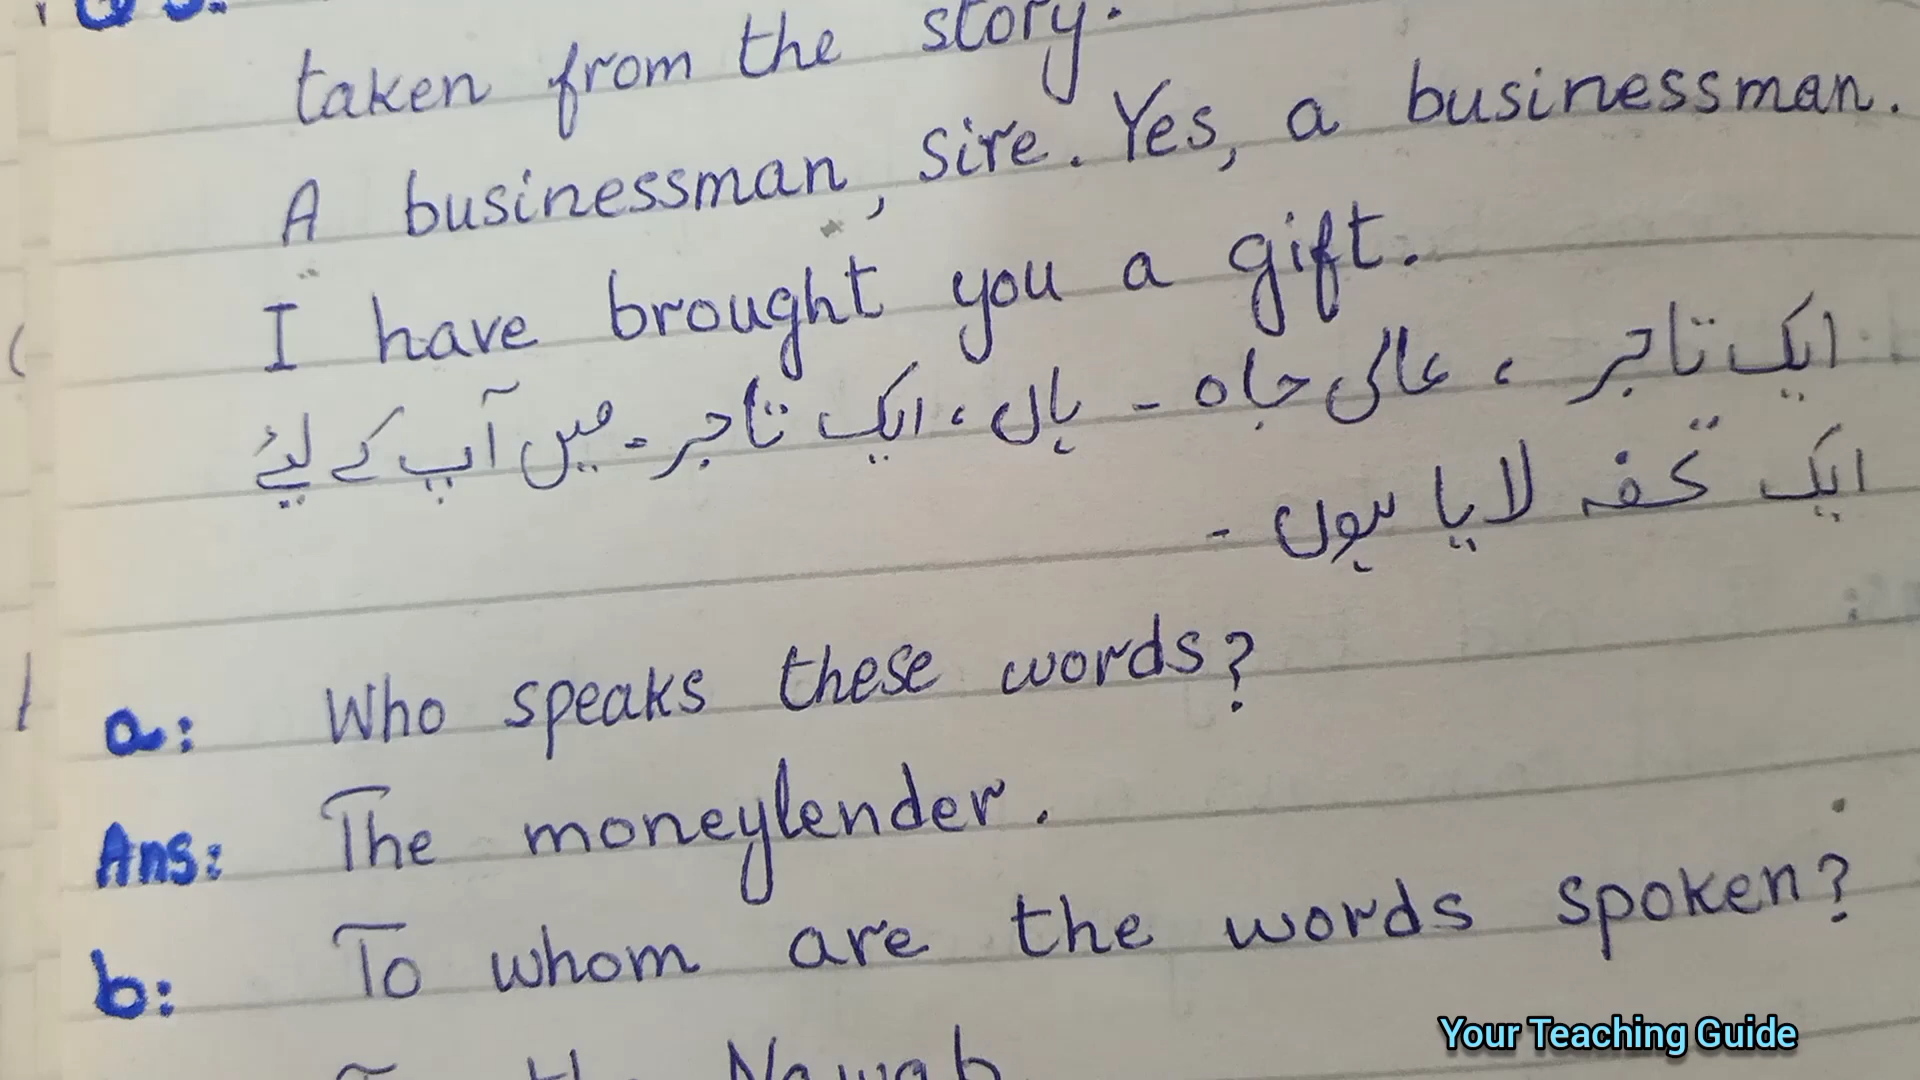 taken from the story.
A businessman, sire. Yes, a businessman.
I have brought you a gift.
ایک تاجر ، عالی جاہ ۔ ہاں ، ایک تاجر ۔ میں آپ کے لیۓ
ایک تحفہ لایا ہوں ۔
a: Who speaks these words?
Ans: The moneylender.
b: To whom are the words spoken?
Nawab
Your Teaching Guide